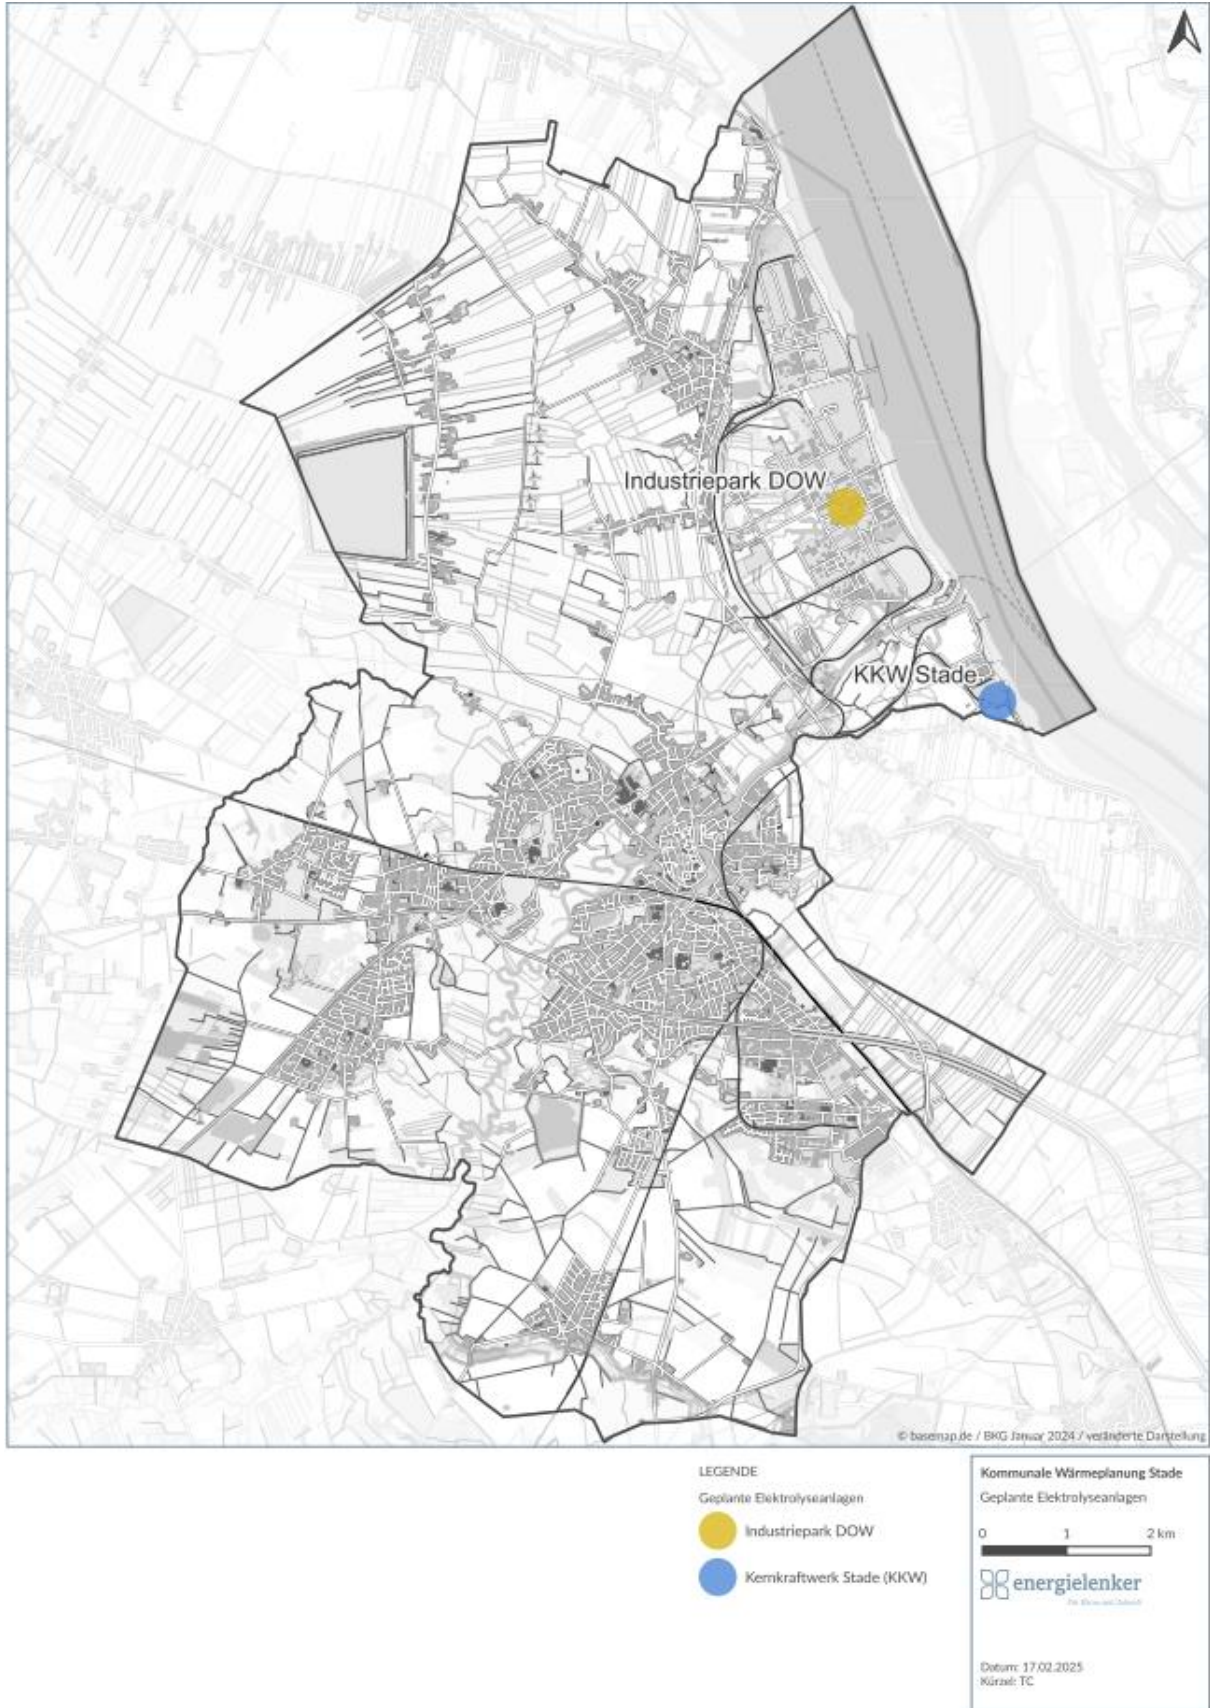 Industriepark DOW
KKW Stade
© basemap.de / BKG Januar 2024 / veränderte Darstellung
LEGENDE
Geplante Elektrolyseanlagen
Industriepark DOW
Kernkraftwerk Stade (KKW)
Kommunale Wärmeplanung Stade
Geplante Elektrolyseanlagen
0 1 2 km
energielenker
Datum: 17.02.2025
Kürzel: TC